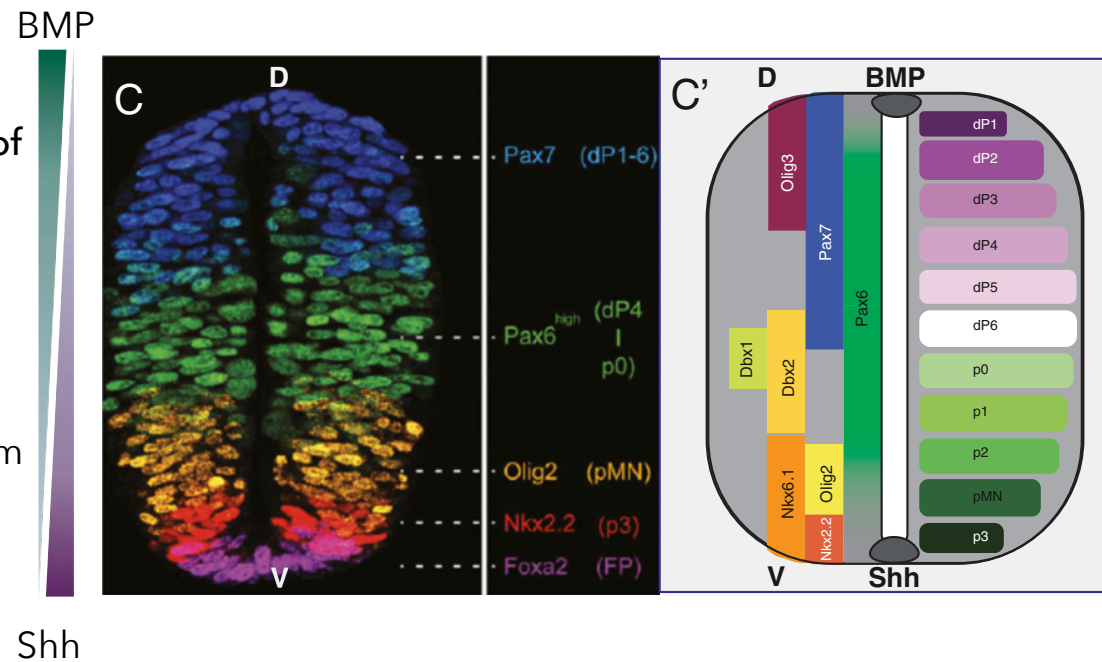 BMP
of
m
Shh
C
D
V
Pax7 (dP1-6)
Pax6 high (dP4
I
p0)
Olig2 (pMN)
Nkx2.2 (p3)
Foxa2 (FP)
C’
D
BMP
Olig3
Pax7
Pax6
Dbx1
Dbx2
Nkx6.1
Olig2
Nkx2.2
dP1
dP2
dP3
dP4
dP5
dP6
p0
p1
p2
pMN
p3
V
Shh